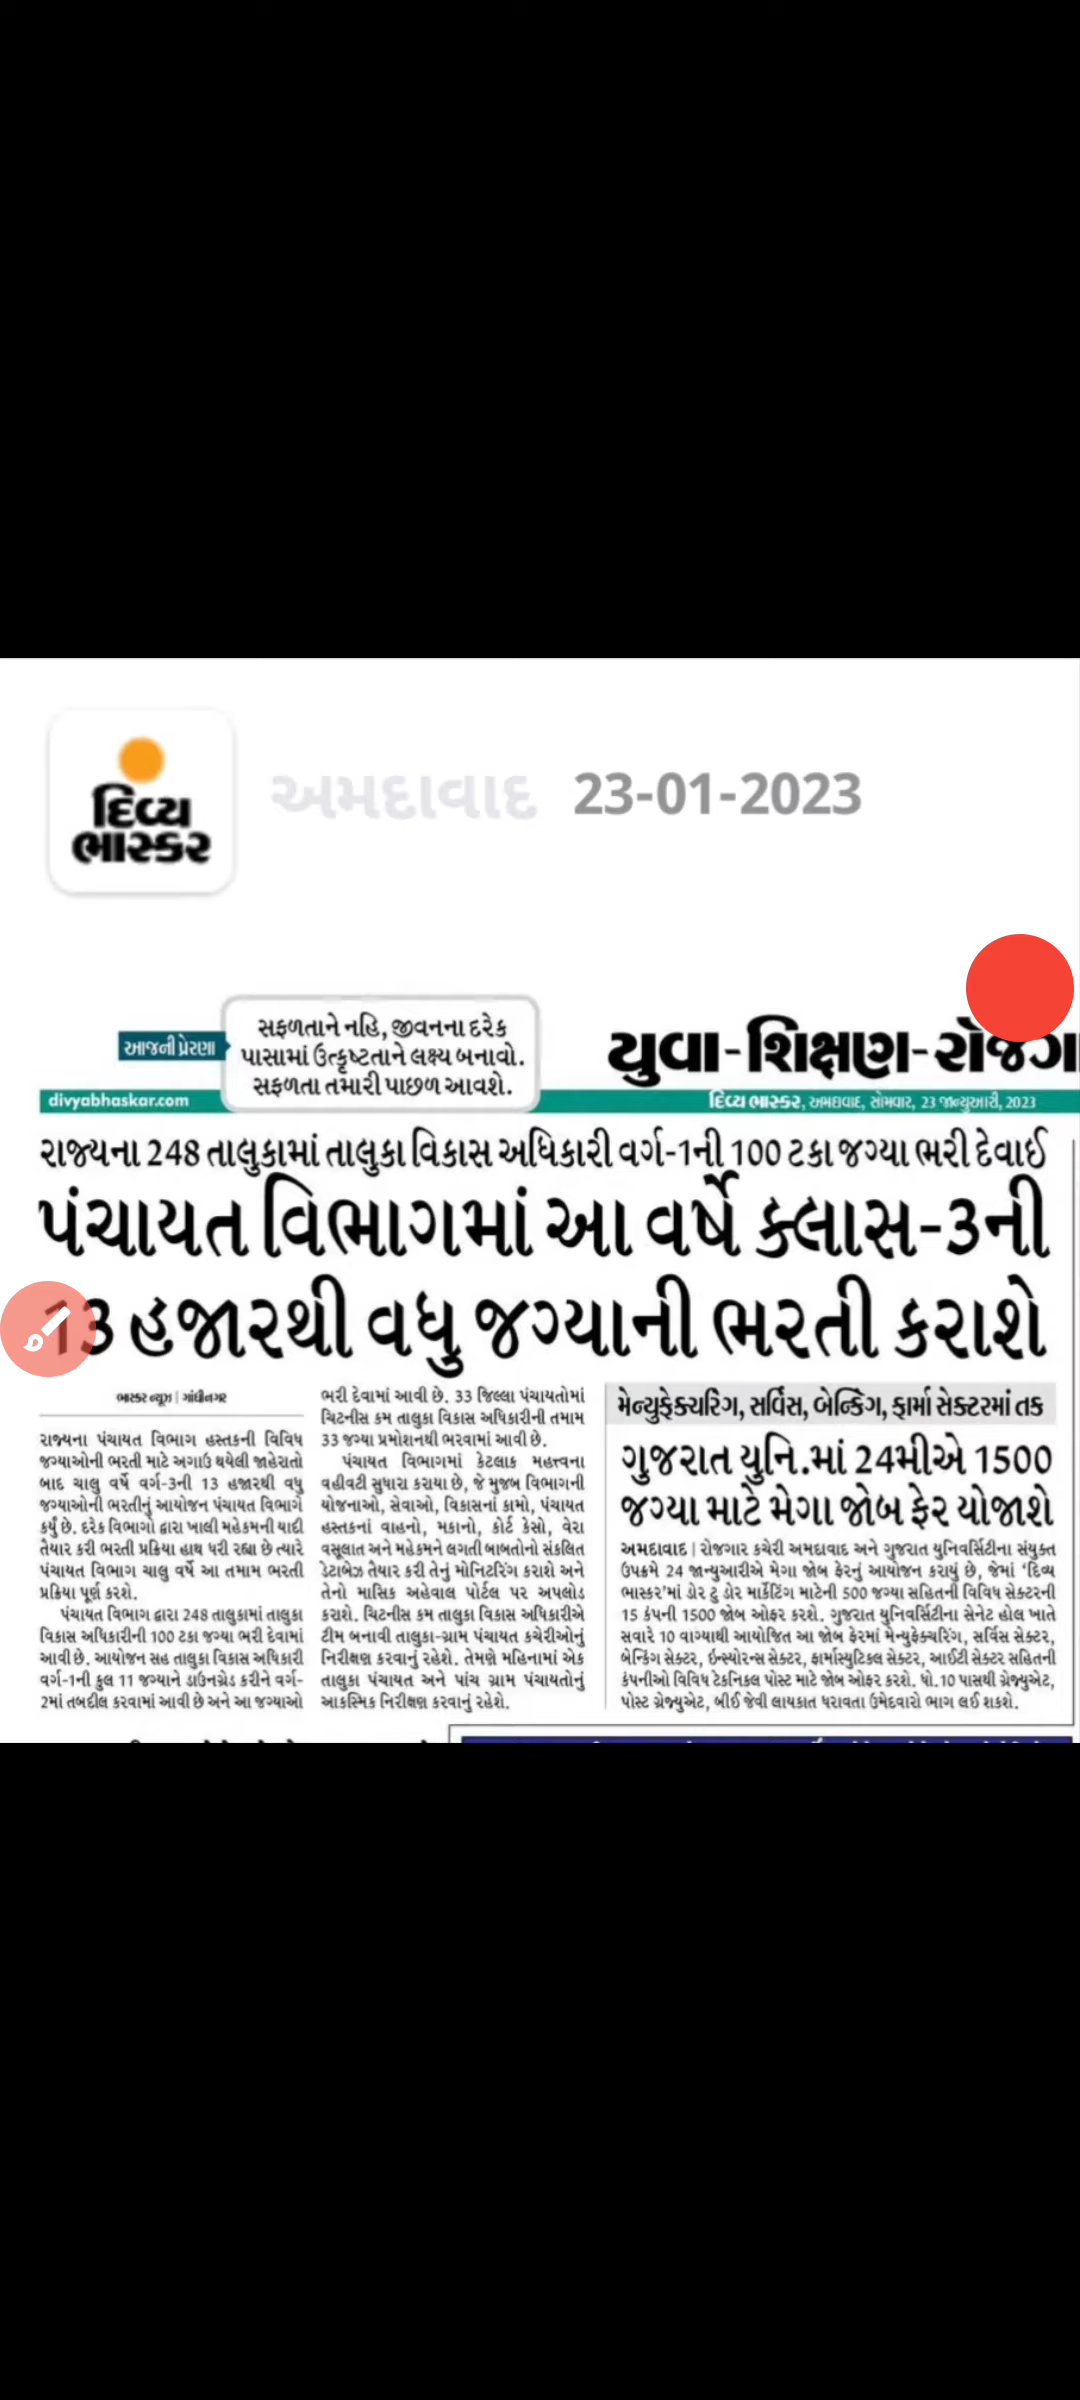 દિવ્ય
ભાસ્કર
અમદાવાદ 23-01-2023
આજની પ્રેરણા
સફળતાને નહિ, જીવનના દરેક
પાસામાં ઉત્કૃષ્ટતાને લક્ષ્ય બનાવો.
સફળતા તમારી પાછળ આવશે.
યુવા-શિક્ષણ-રોજગા
divyabhaskar.com
દિવ્ય ભાસ્કર, અમદાવાદ, સોમવાર, 23 જાન્યુઆરી, 2023
રાજ્યના 248 તાલુકામાં તાલુકા વિકાસ અધિકારી વર્ગ-1ની 100 ટકા જગ્યા ભરી દેવાઈ
પંચાયત વિભાગમાં આ વર્ષે ક્લાસ-3ની
13 હજારથી વધુ જગ્યાની ભરતી કરાશે
ભાસ્કર ન્યૂઝ | ગાંધીનગર
રાજ્યના પંચાયત વિભાગ હસ્તકની વિવિધ
જગ્યાઓની ભરતી માટે અગાઉ થયેલી જાહેરાતો
બાદ ચાલુ વર્ષે વર્ગ-3ની 13 હજારથી વધુ
જગ્યાઓની ભરતીનું આયોજન પંચાયત વિભાગે
કર્યું છે. દરેક વિભાગો દ્વારા ખાલી મહેકમની યાદી
તૈયાર કરી ભરતી પ્રક્રિયા હાથ ધરી રહ્યા છે ત્યારે
પંચાયત વિભાગ ચાલુ વર્ષે આ તમામ ભરતી
પ્રક્રિયા પૂર્ણ કરશે.
પંચાયત વિભાગ દ્વારા 248 તાલુકામાં તાલુકા
વિકાસ અધિકારીની 100 ટકા જગ્યા ભરી દેવામાં
આવી છે. આયોજન સહ તાલુકા વિકાસ અધિકારી
વર્ગ-1ની કુલ 11 જગ્યાને ડાઉનગ્રેડ કરીને વર્ગ-
2માં તબદીલ કરવામાં આવી છે અને આ જગ્યાઓ
ભરી દેવામાં આવી છે. 33 જિલ્લા પંચાયતોમાં
ચિટનીસ કમ તાલુકા વિકાસ અધિકારીની તમામ
33 જગ્યા પ્રમોશનથી ભરવામાં આવી છે.
પંચાયત વિભાગમાં કેટલાક મહત્ત્વના
વહીવટી સુધારા કરાયા છે, જે મુજબ વિભાગની
યોજનાઓ, સેવાઓ, વિકાસનાં કામો, પંચાયત
હસ્તકનાં વાહનો, મકાનો, કોર્ટ કેસો, વેરા
વસૂલાત અને મહેકમને લગતી બાબતોનો સંકલિત
ડેટાબેઝ તૈયાર કરી તેનું મોનિટરિંગ કરાશે અને
તેનો માસિક અહેવાલ પોર્ટલ પર અપલોડ
કરાશે. ચિટનીસ કમ તાલુકા વિકાસ અધિકારીએ
ટીમ બનાવી તાલુકા-ગ્રામ પંચાયત કચેરીઓનું
નિરીક્ષણ કરવાનું રહેશે. તેમણે મહિનામાં એક
તાલુકા પંચાયત અને પાંચ ગ્રામ પંચાયતોનું
આકસ્મિક નિરીક્ષણ કરવાનું રહેશે.
મેન્યુફેક્ચરિંગ, સર્વિસ, બેન્કિંગ, ફાર્મા સેક્ટરમાં તક
ગુજરાત યુનિ.માં 24મીએ 1500
જગ્યા માટે મેગા જોબ ફેર યોજાશે
અમદાવાદ | રોજગાર કચેરી અમદાવાદ અને ગુજરાત યુનિવર્સિટીના સંયુક્ત
ઉપક્રમે 24 જાન્યુઆરીએ મેગા જોબ ફેરનું આયોજન કરાયું છે, જેમાં ‘દિવ્ય
ભાસ્કર’માં ડોર ટુ ડોર માર્કેટિંગ માટેની 500 જગ્યા સહિતની વિવિધ સેક્ટરની
15 કંપની 1500 જોબ ઓફર કરશે. ગુજરાત યુનિવર્સિટીના સેનેટ હોલ ખાતે
સવારે 10 વાગ્યાથી આયોજિત આ જોબ ફેરમાં મેન્યુફેક્ચરિંગ, સર્વિસ સેક્ટર,
બેન્કિંગ સેક્ટર, ઇન્સ્યોરન્સ સેક્ટર, ફાર્માસ્યુટિકલ સેક્ટર, આઈટી સેક્ટર સહિતની
કંપનીઓ વિવિધ ટેકનિકલ પોસ્ટ માટે જોબ ઓફર કરશે. ધો.10 પાસથી ગ્રેજ્યુએટ,
પોસ્ટ ગ્રેજ્યુએટ, બીઈ જેવી લાયકાત ધરાવતા ઉમેદવારો ભાગ લઈ શકશે.